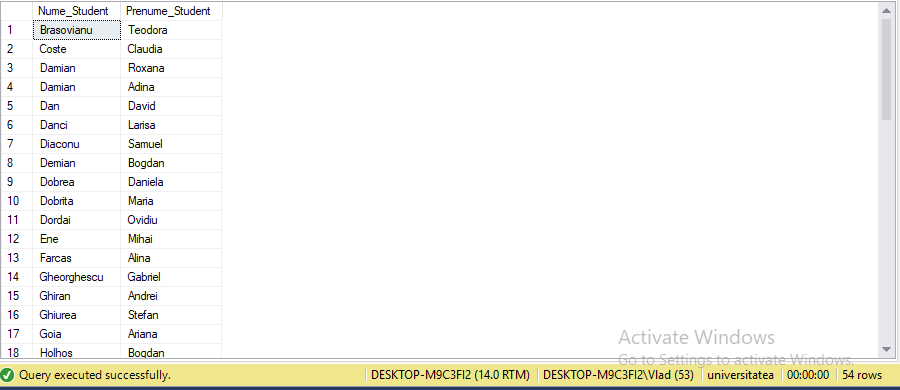 Nume_Student Prenume_Student
1 Brasovianu Teodora
2 Coste Claudia
3 Damian Roxana
4 Damian Adina
5 Dan David
6 Danci Larisa
7 Diaconu Samuel
8 Demian Bogdan
9 Dobrea Daniela
10 Dobrita Maria
11 Dordai Ovidiu
12 Ene Mihai
13 Farcas Alina
14 Gheorghescu Gabriel
15 Ghiran Andrei
16 Ghiurea Stefan
17 Goia Ariana
18 Holhos Bogdan
Activate Windows
Go to Settings to activate Windows.
Query executed successfully. DESKTOP-M9C3FI2 (14.0 RTM) DESKTOP-M9C3FI2\Vlad (53) universitatea 00:00:00 54 rows